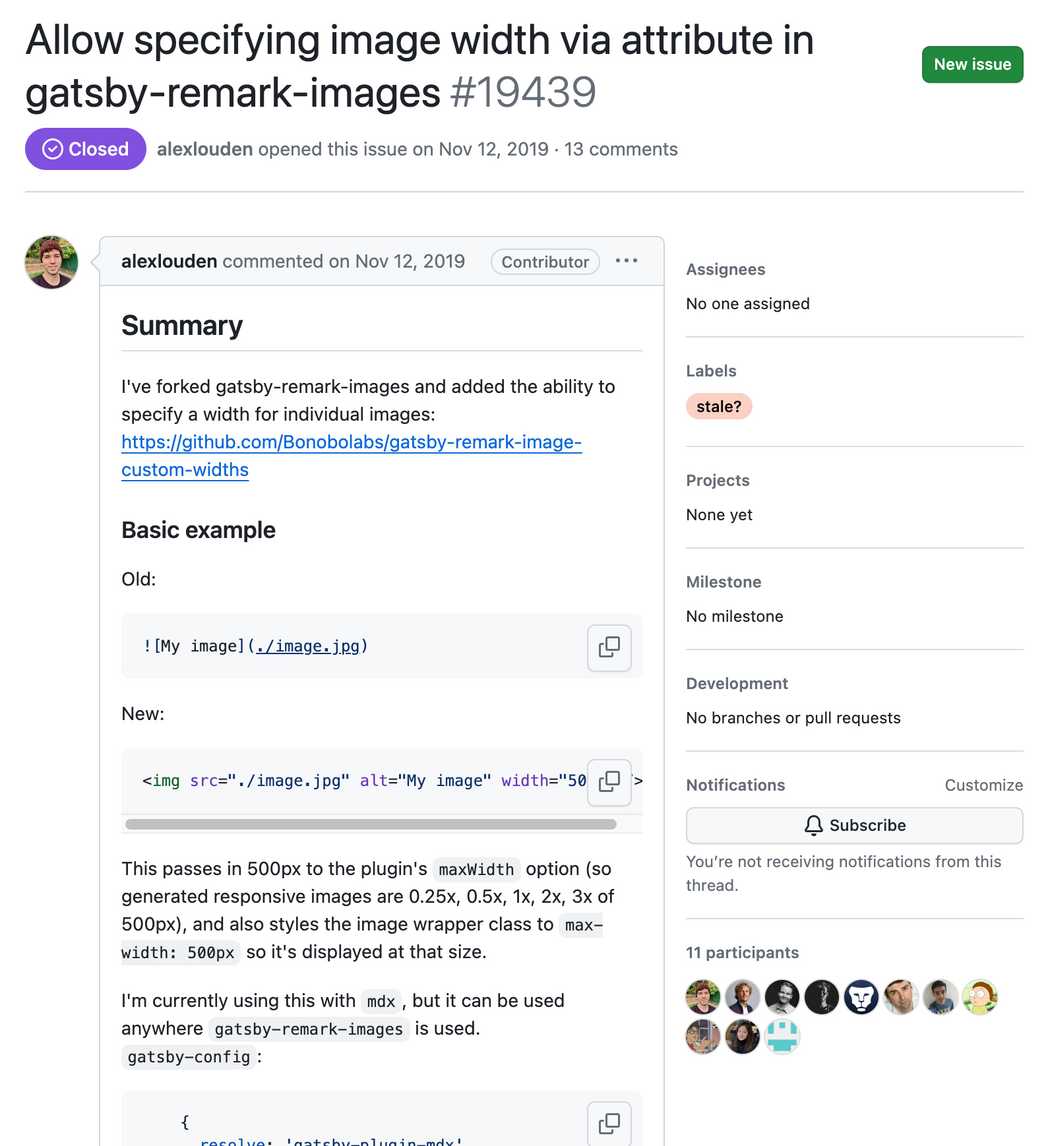 Allow specifying image width via attribute in
gatsby-remark-images #19439
New issue
Closed
alexlouden opened this issue on Nov 12, 2019 · 13 comments
alexlouden commented on Nov 12, 2019
Contributor
Summary
I've forked gatsby-remark-images and added the ability to
specify a width for individual images:
https://github.com/Bonobolabs/gatsby-remark-image-
custom-widths
Basic example
Old:
![My image](./image.jpg)
New:
<img src="./image.jpg" alt="My image" width="50 />
This passes in 500px to the plugin's maxWidth option (so
generated responsive images are 0.25x, 0.5x, 1x, 2x, 3x of
500px), and also styles the image wrapper class to max-
width: 500px so it's displayed at that size.
I'm currently using this with mdx, but it can be used
anywhere gatsby-remark-images is used.
gatsby-config:
{
resolve: 'gatsby-plugin-mdx'
Assignees
No one assigned
Labels
stale?
Projects
None yet
Milestone
No milestone
Development
No branches or pull requests
Notifications
Customize
Subscribe
You're not receiving notifications from this
thread.
11 participants